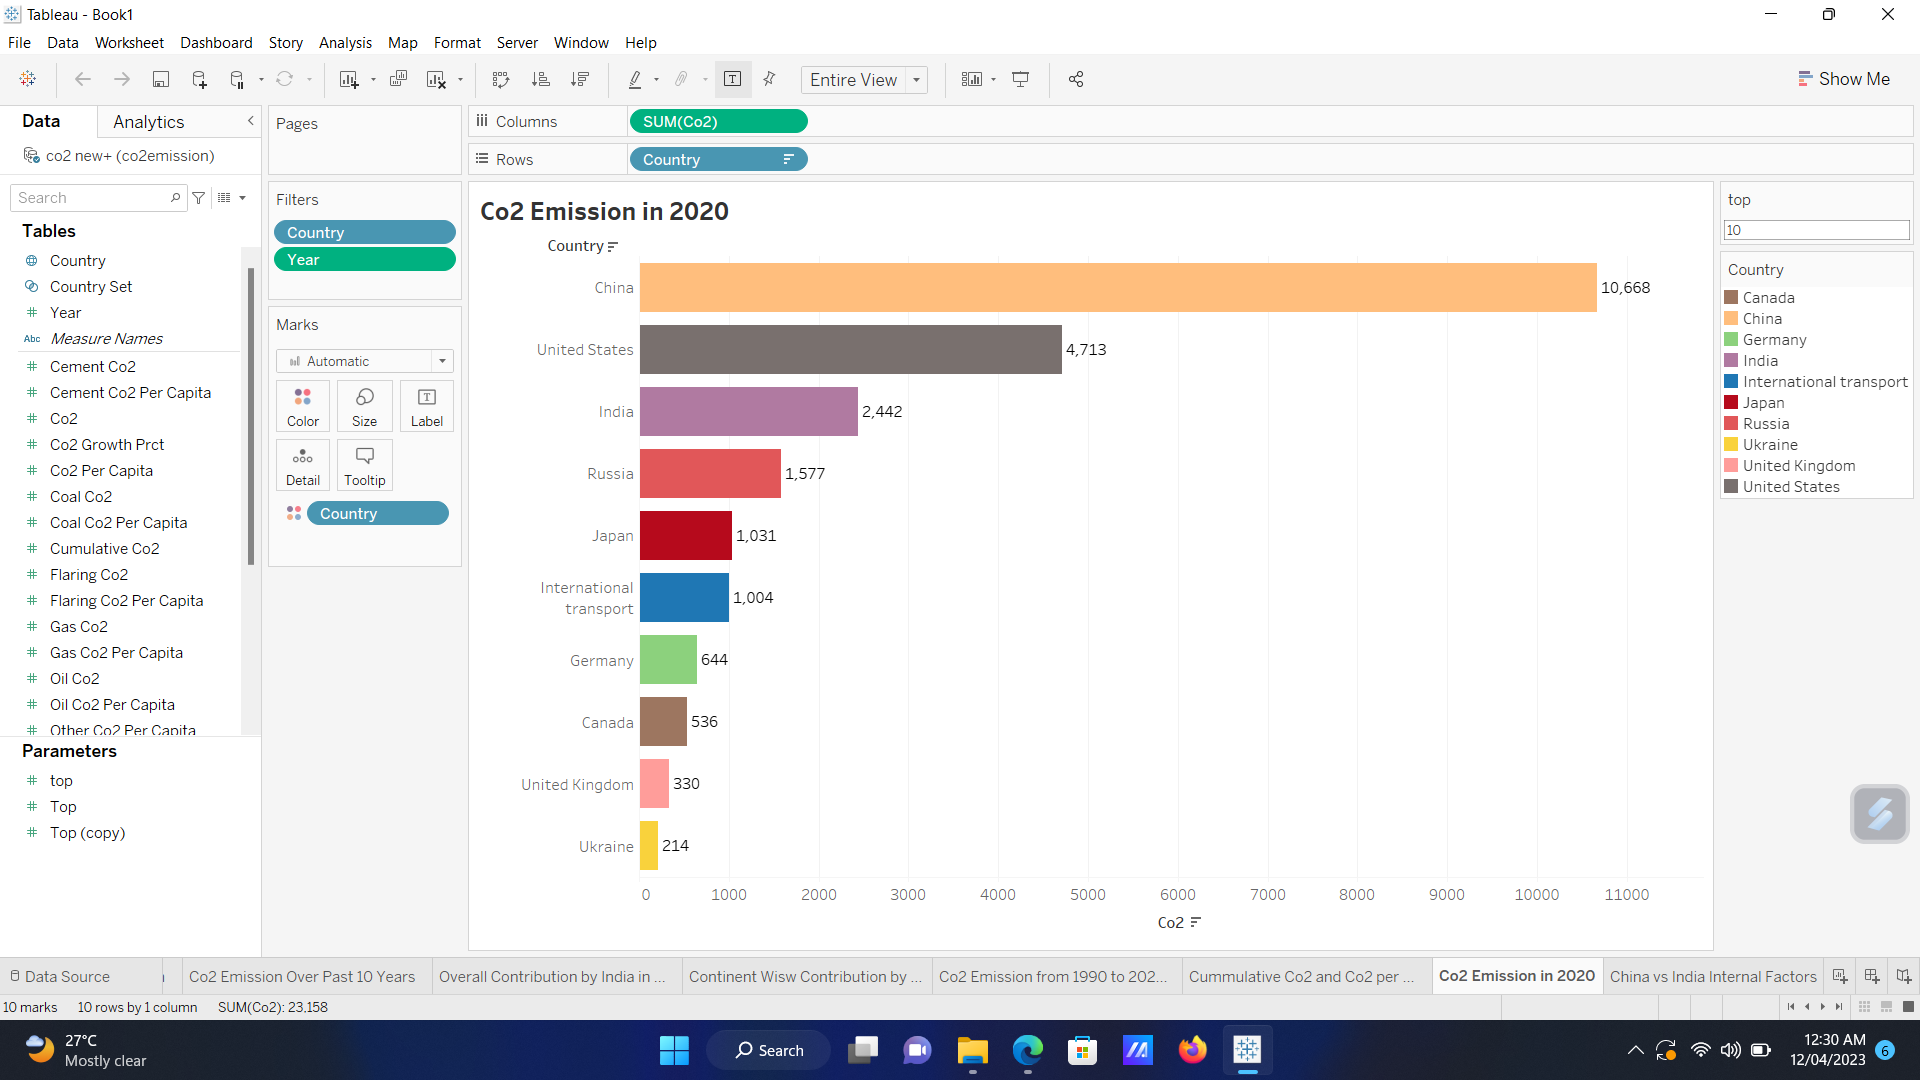 Tableau - Book1
File Data Worksheet Dashboard Story Analysis Map Format Server Window Help
Entire View
Show Me
Data Analytics
co2 new+ (co2emission)
Search
Tables
Country
Country Set
Year
Abc Measure Names
Cement Co2
Cement Co2 Per Capita
Co2
Co2 Growth Prct
Co2 Per Capita
Coal Co2
Coal Co2 Per Capita
Cumulative Co2
Flaring Co2
Flaring Co2 Per Capita
Gas Co2
Gas Co2 Per Capita
Oil Co2
Oil Co2 Per Capita
Other Co2 Per Capita
Parameters
top
Top
Top (copy)
Pages
Filters
Country
Year
Marks
Automatic
Color Size Label
Detail Tooltip
Country
Columns SUM(Co2)
Rows Country
Co2 Emission in 2020
Country
China 10,668
United States 4,713
India 2,442
Russia 1,577
Japan 1,031
International
transport 1,004
Germany 644
Canada 536
United Kingdom 330
Ukraine 214
0 1000 2000 3000 4000 5000 6000 7000 8000 9000 10000 11000
Co2
top
10
Country
Canada
China
Germany
India
International transport
Japan
Russia
Ukraine
United Kingdom
United States
Data Source Co2 Emission Over Past 10 Years Overall Contribution by India in ... Continent Wisw Contribution by ... Co2 Emission from 1990 to 202... Cummulative Co2 and Co2 per ... Co2 Emission in 2020 China vs India Internal Factors
10 marks 10 rows by 1 column SUM(Co2): 23,158
27°C
Mostly clear
Search
12:30 AM
12/04/2023
6